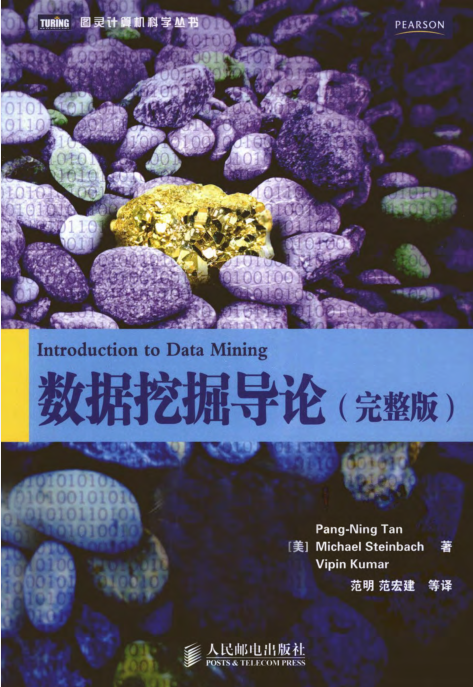 TURING 图灵计算机科学丛书
PEARSON
Introduction to Data Mining
数据挖掘导论（完整版）
Pang-Ning Tan
［美］ Michael Steinbach 著
Vipin Kumar
范明 范宏建 等译
人民邮电出版社
POSTS & TELECOM PRESS